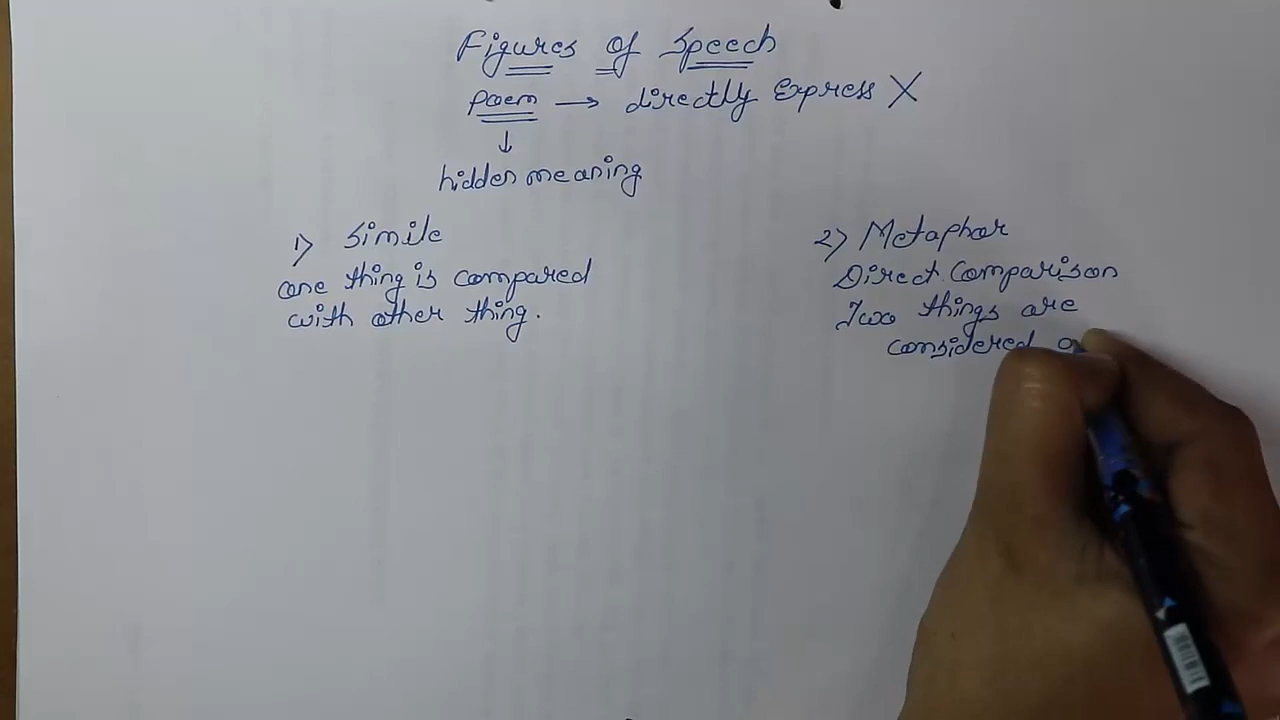 Figures of Speech
Poem → directly Express X
↓
hidden meaning
1) Simile
one thing is compared
with other thing.
2) Metaphor
Direct Comparison
Two things are
considered